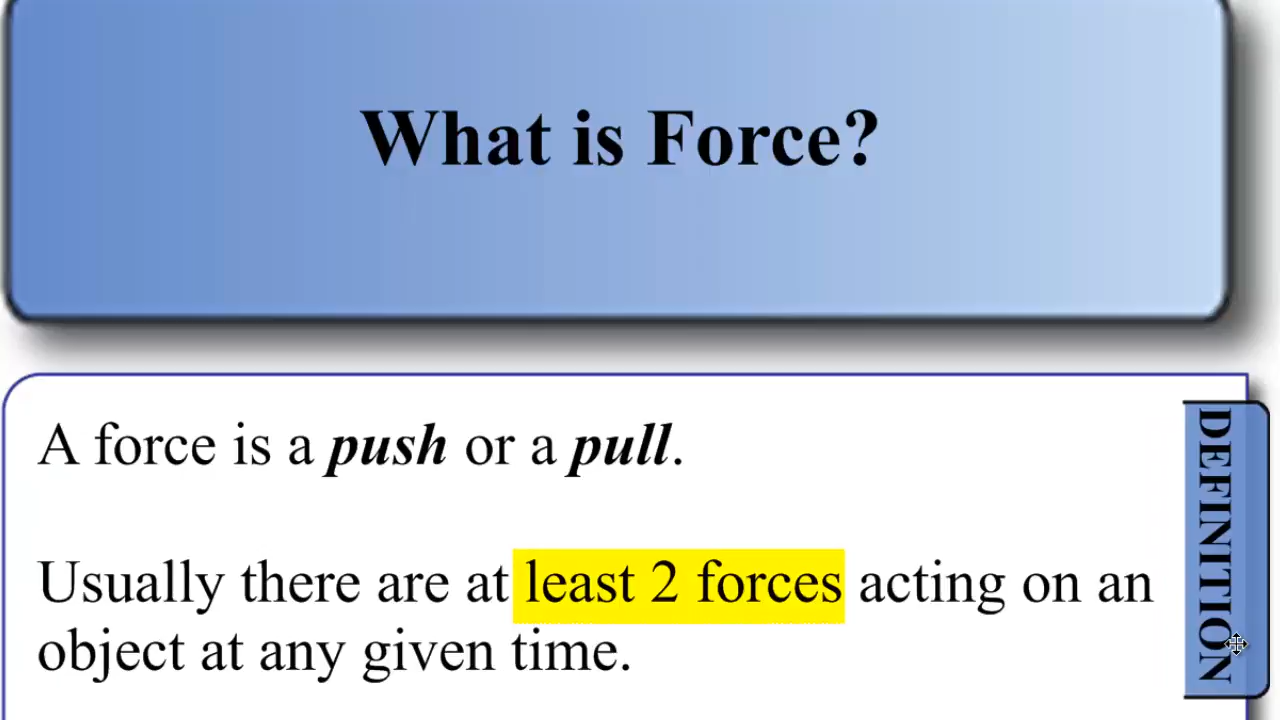 What is Force?
A force is a push or a pull.
Usually there are at least 2 forces acting on an
object at any given time.
DEFINITION